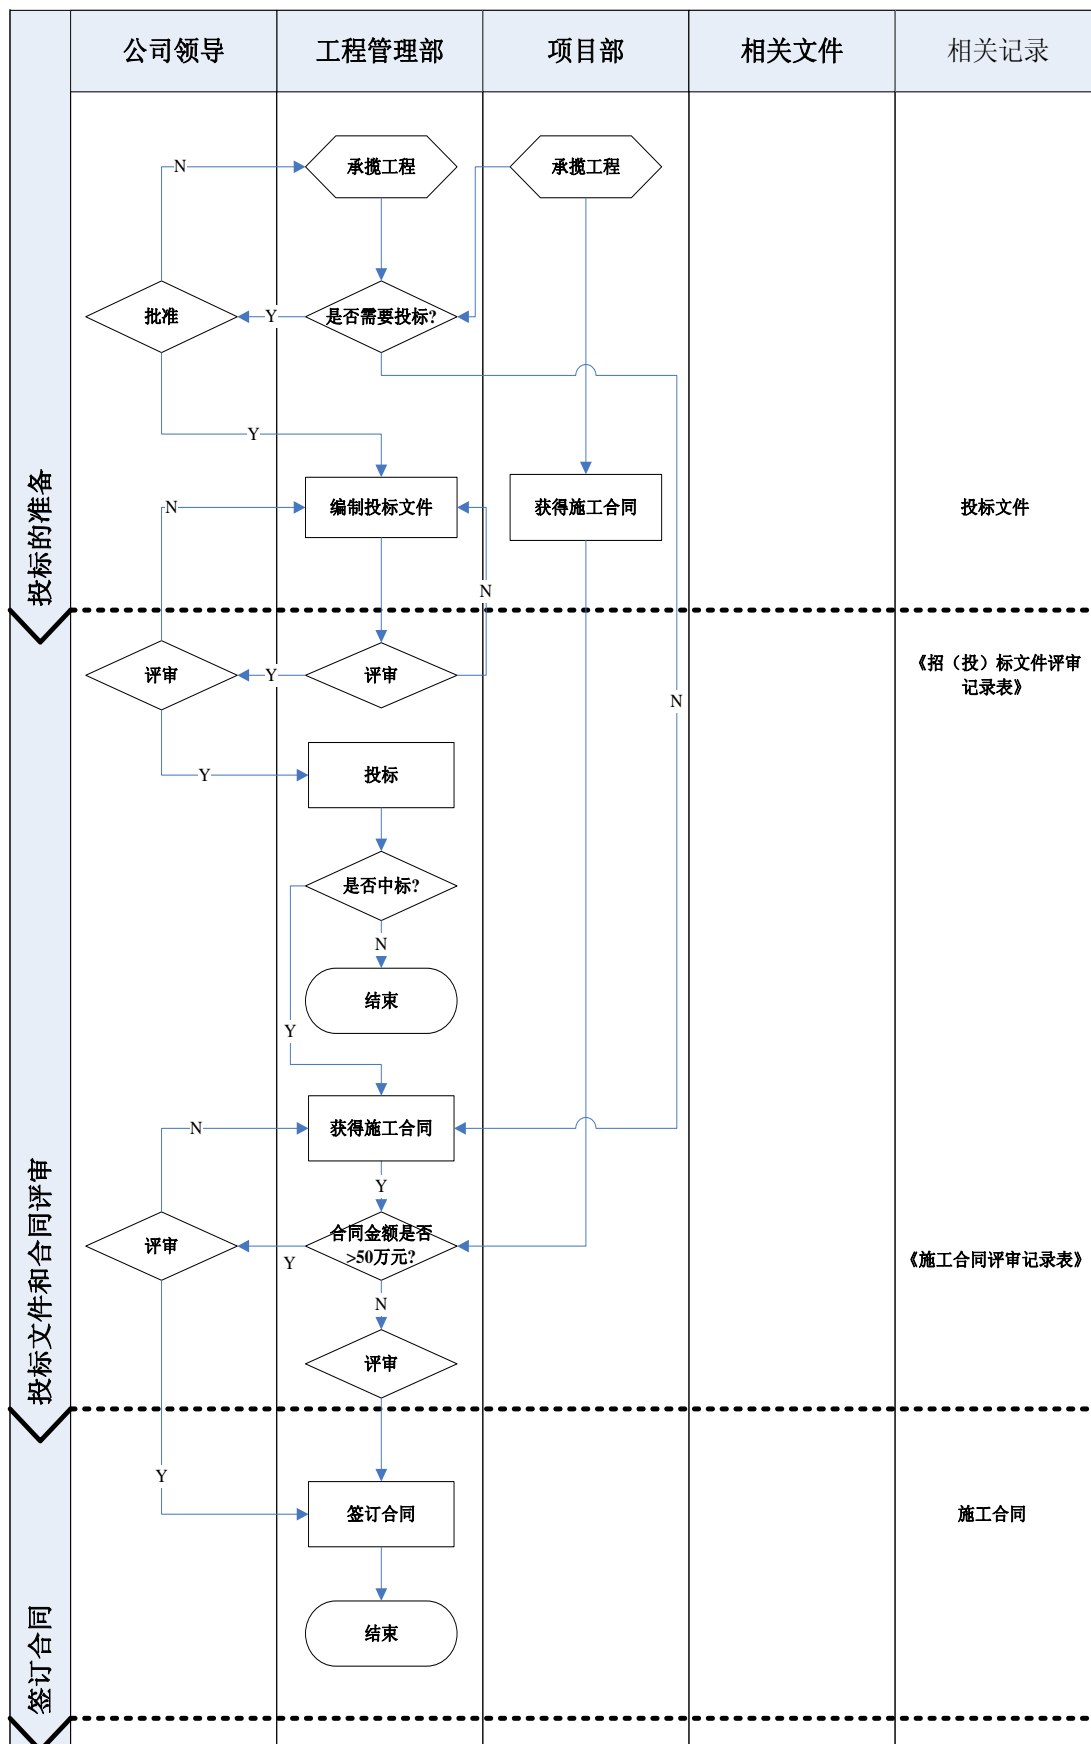 公司领导
工程管理部
项目部
相关文件
相关记录
N
承揽工程
承揽工程
批准
Y
是否需要投标?
Y
投标的准备
N
编制投标文件
获得施工合同
投标文件
N
评审
Y
评审
《招（投）标文件评审
记录表》
N
Y
投标
是否中标?
N
结束
Y
N
获得施工合同
Y
投标文件和合同评审
评审
Y
合同金额是否
>50万元?
《施工合同评审记录表》
N
评审
Y
签订合同
施工合同
签订合同
结束